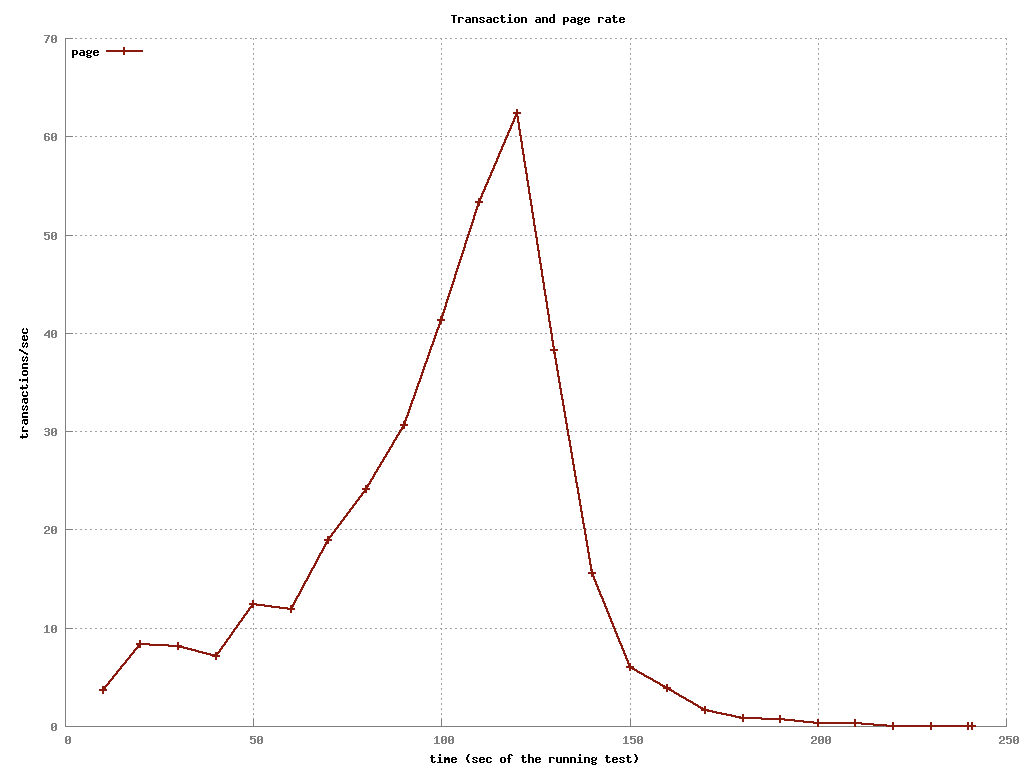 Transaction and page rate
70
page
60
50
40
transactions/sec
30
20
10
0
0 50 100 150 200 250
time (sec of the running test)